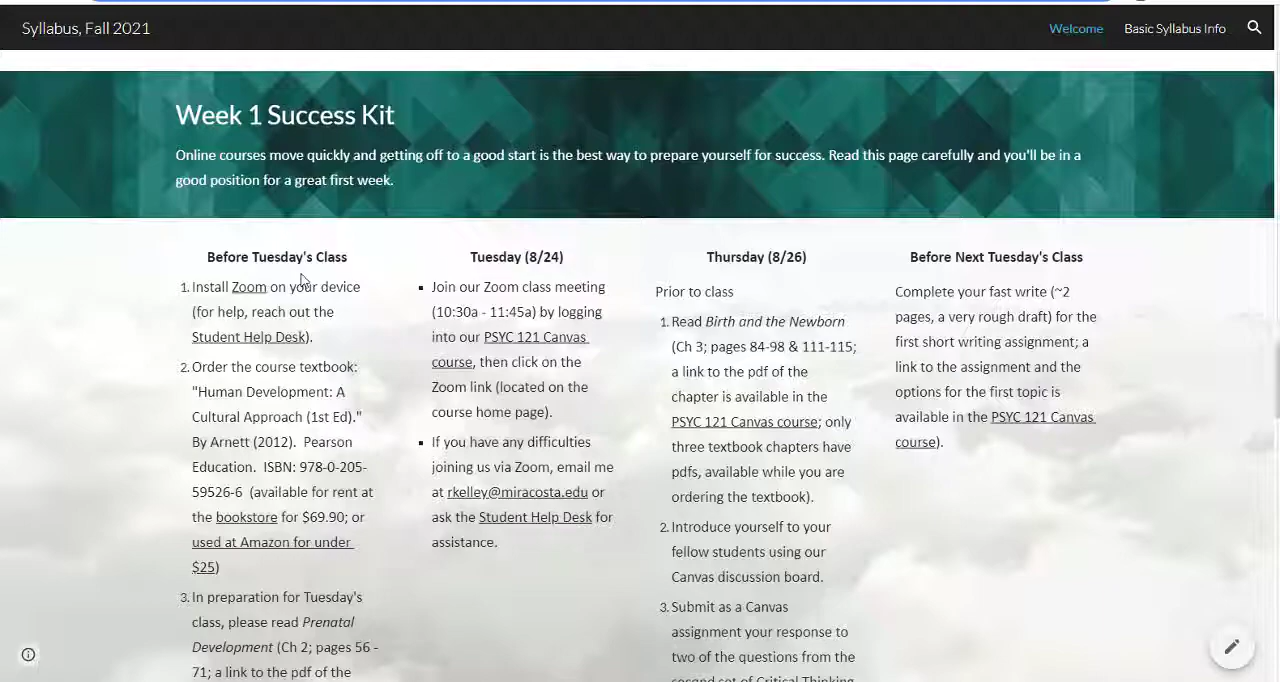 Syllabus, Fall 2021
Welcome
Basic Syllabus Info
Week 1 Success Kit
Online courses move quickly and getting off to a good start is the best way to prepare yourself for success. Read this page carefully and you'll be in a
good position for a great first week.
Before Tuesday's Class
1. Install Zoom on your device
(for help, reach out the
Student Help Desk).
2. Order the course textbook:
"Human Development: A
Cultural Approach (1st Ed)."
By Arnett (2012). Pearson
Education. ISBN: 978-0-205-
59526-6 (available for rent at
the bookstore for $69.90; or
used at Amazon for under
$25)
3. In preparation for Tuesday's
class, please read Prenatal
Development (Ch 2; pages 56 -
71; a link to the pdf of the
Tuesday (8/24)
▪ Join our Zoom class meeting
(10:30a - 11:45a) by logging
into our PSYC 121 Canvas
course, then click on the
Zoom link (located on the
course home page).
▪ If you have any difficulties
joining us via Zoom, email me
at rkelley@miracosta.edu or
ask the Student Help Desk for
assistance.
Thursday (8/26)
Prior to class
1. Read Birth and the Newborn
(Ch 3; pages 84-98 & 111-115;
a link to the pdf of the
chapter is available in the
PSYC 121 Canvas course; only
three textbook chapters have
pdfs, available while you are
ordering the textbook).
2. Introduce yourself to your
fellow students using our
Canvas discussion board.
3. Submit as a Canvas
assignment your response to
two of the questions from the
second set of Critical Thinking
Before Next Tuesday's Class
Complete your fast write (~2
pages, a very rough draft) for the
first short writing assignment; a
link to the assignment and the
options for the first topic is
available in the PSYC 121 Canvas
course).